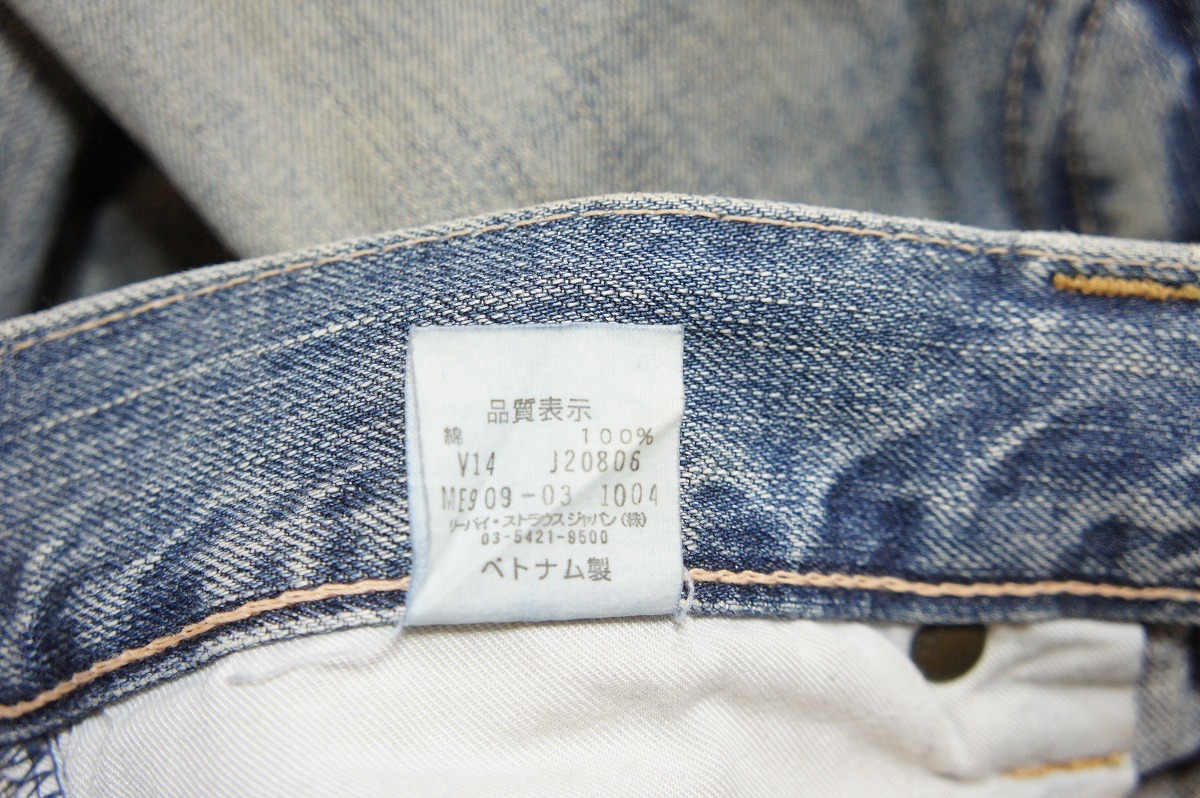 品質表示
綿 100%
V14 J20806
ME909-03 1004
リーバイ・ストラウスジャパン(株)
03-5421-9500
ベトナム製